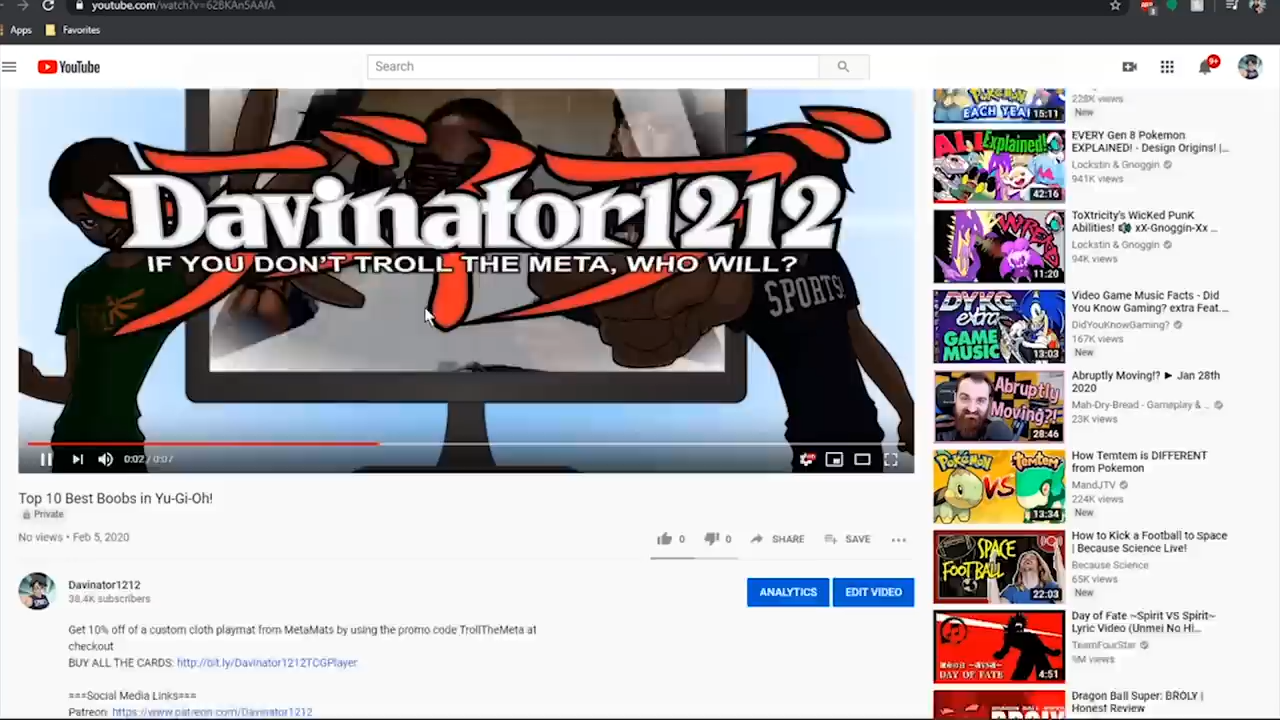 youtube.com/watch?v=62BKAn5AAfA
Apps
Favorites
YouTube
Search
9+
Davinator1212
IF YOU DON'T TROLL THE META, WHO WILL?
SPORTS!
0:02 / 0:07
Top 10 Best Boobs in Yu-Gi-Oh!
Private
No views • Feb 5, 2020
0
0
SHARE
SAVE
Davinator1212
38.4K subscribers
ANALYTICS
EDIT VIDEO
Get 10% off of a custom cloth playmat from MetaMats by using the promo code TrollTheMeta at
checkout
BUY ALL THE CARDS: http://bit.ly/Davinator1212TCGPlayer
===Social Media Links===
Patreon: https://www.patreon.com/Davinator1212
Pokémon
EACH YEAR
15:11
228K views
New
ALL Explained!
42:16
EVERY Gen 8 Pokemon
EXPLAINED! - Design Origins! |...
Lockstin & Gnoggin
941K views
11:20
ToXtricity's WicKed PunK
Abilities! xX-Gnoggin-Xx ...
Lockstin & Gnoggin
94K views
DYKG
extra
GAME
MUSIC
13:03
Video Game Music Facts - Did
You Know Gaming? extra Feat....
DidYouKnowGaming?
167K views
New
Abruptly
Moving?!
28:46
Abruptly Moving!? ► Jan 28th
2020
Mah-Dry-Bread - Gameplay & ...
23K views
Pokémon
VS
Temtem
13:34
How Temtem is DIFFERENT
from Pokemon
MandJTV
224K views
New
SPACE
FOOTBALL
22:03
How to Kick a Football to Space
| Because Science Live!
Because Science
65K views
New
DAY OF FATE
4:51
Day of Fate ~Spirit VS Spirit~
Lyric Video (Unmei No Hi...
TeamFourStar
9M views
Dragon Ball Super: BROLY |
Honest Review